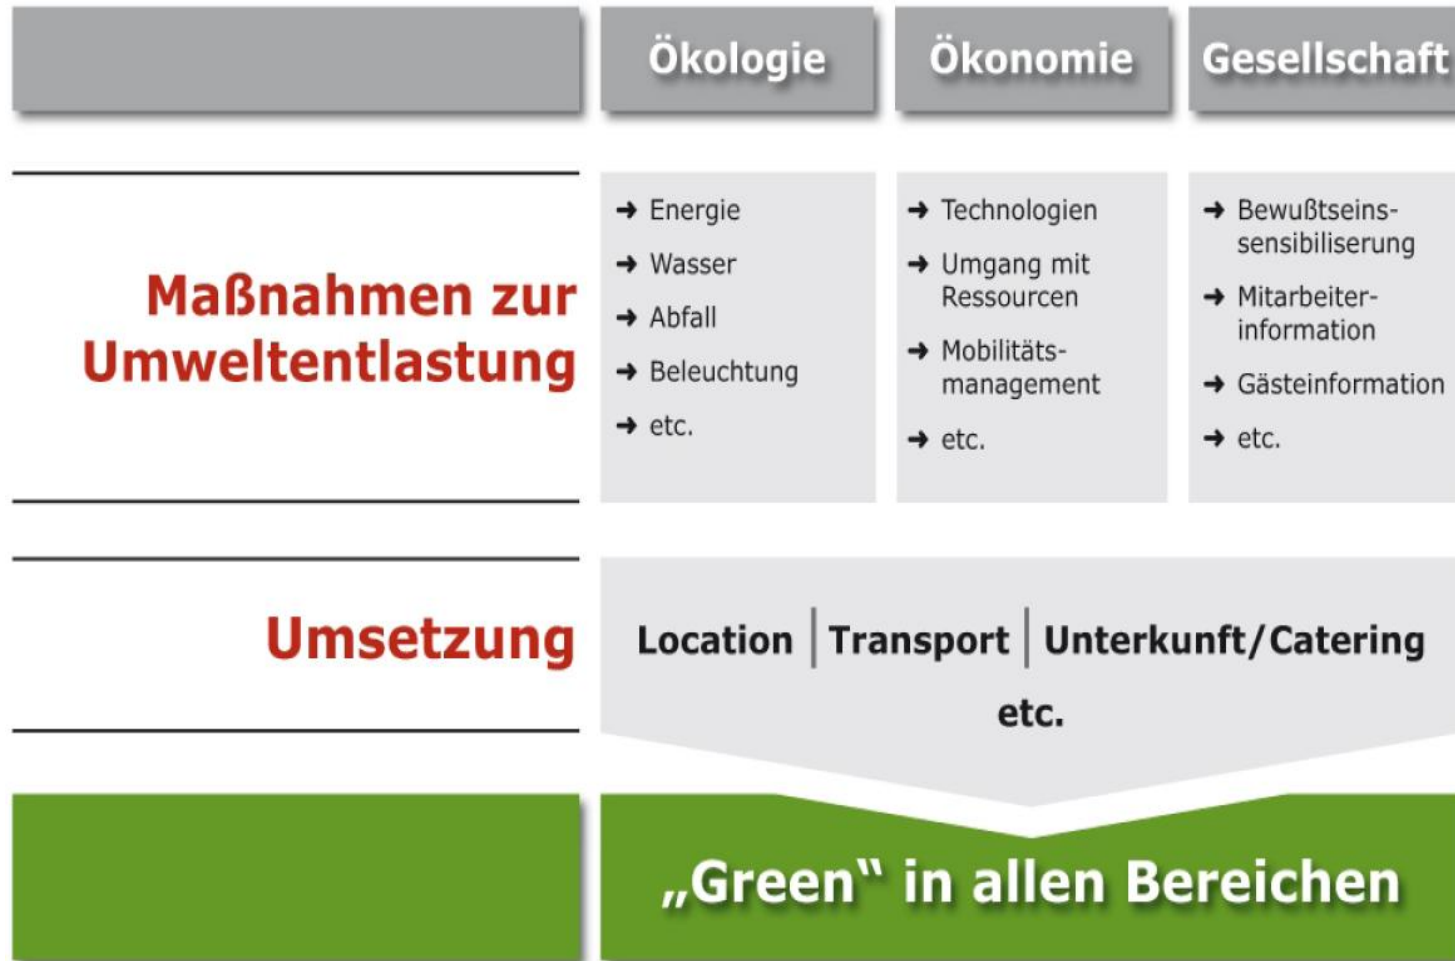 Ökologie
Ökonomie
Gesellschaft
Maßnahmen zur
Umweltentlastung
➜ Energie
➜ Wasser
➜ Abfall
➜ Beleuchtung
➜ etc.
➜ Technologien
➜ Umgang mit
Ressourcen
➜ Mobilitäts-
management
➜ etc.
➜ Bewußtseins-
sensibiliserung
➜ Mitarbeiter-
information
➜ Gästeinformation
➜ etc.
Umsetzung
Location | Transport | Unterkunft/Catering
etc.
„Green“ in allen Bereichen